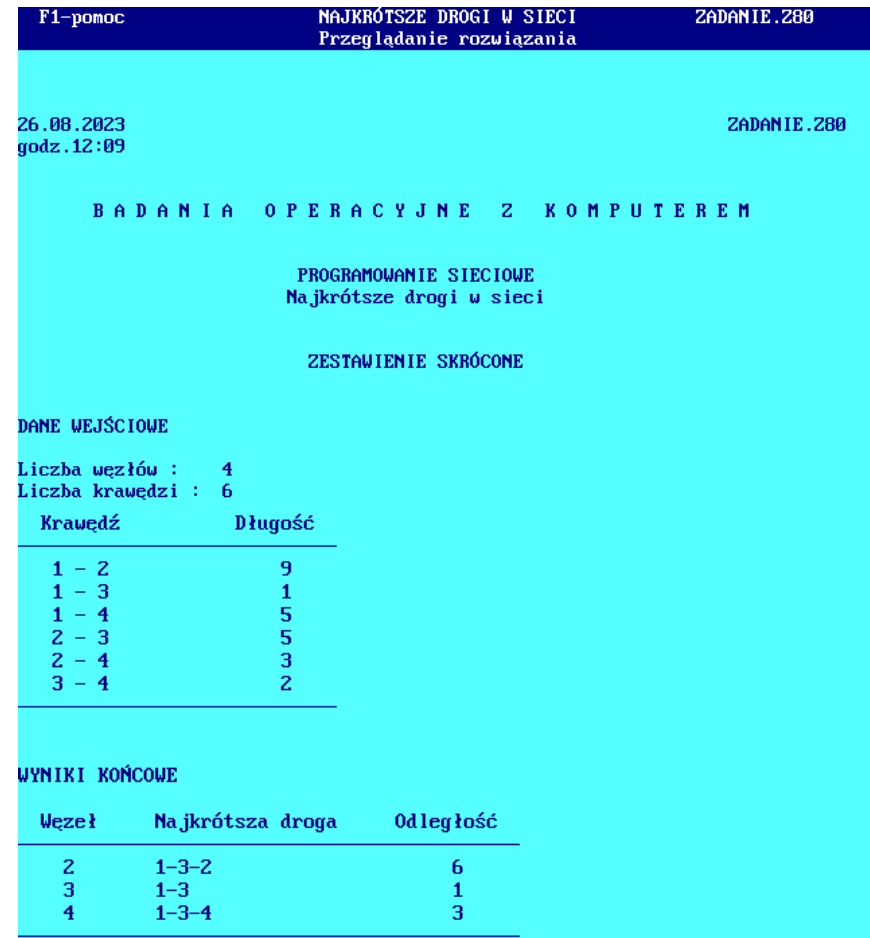 F1-pomoc NAJKRÓTSZE DROGI W SIECI ZADANIE.Z80
Przeglądanie rozwiązania
26.08.2023 ZADANIE.Z80
godz.12:09
B A D A N I A O P E R A C Y J N E Z K O M P U T E R E M
PROGRAMOWANIE SIECIOWE
Najkrótsze drogi w sieci
ZESTAWIENIE SKRÓCONE
DANE WEJŚCIOWE
Liczba węzłów : 4
Liczba krawędzi : 6
Krawędź Długość
1 - 2 9
1 - 3 1
1 - 4 5
2 - 3 5
2 - 4 3
3 - 4 2
WYNIKI KOŃCOWE
Węzeł Najkrótsza droga Odległość
2 1-3-2 6
3 1-3 1
4 1-3-4 3